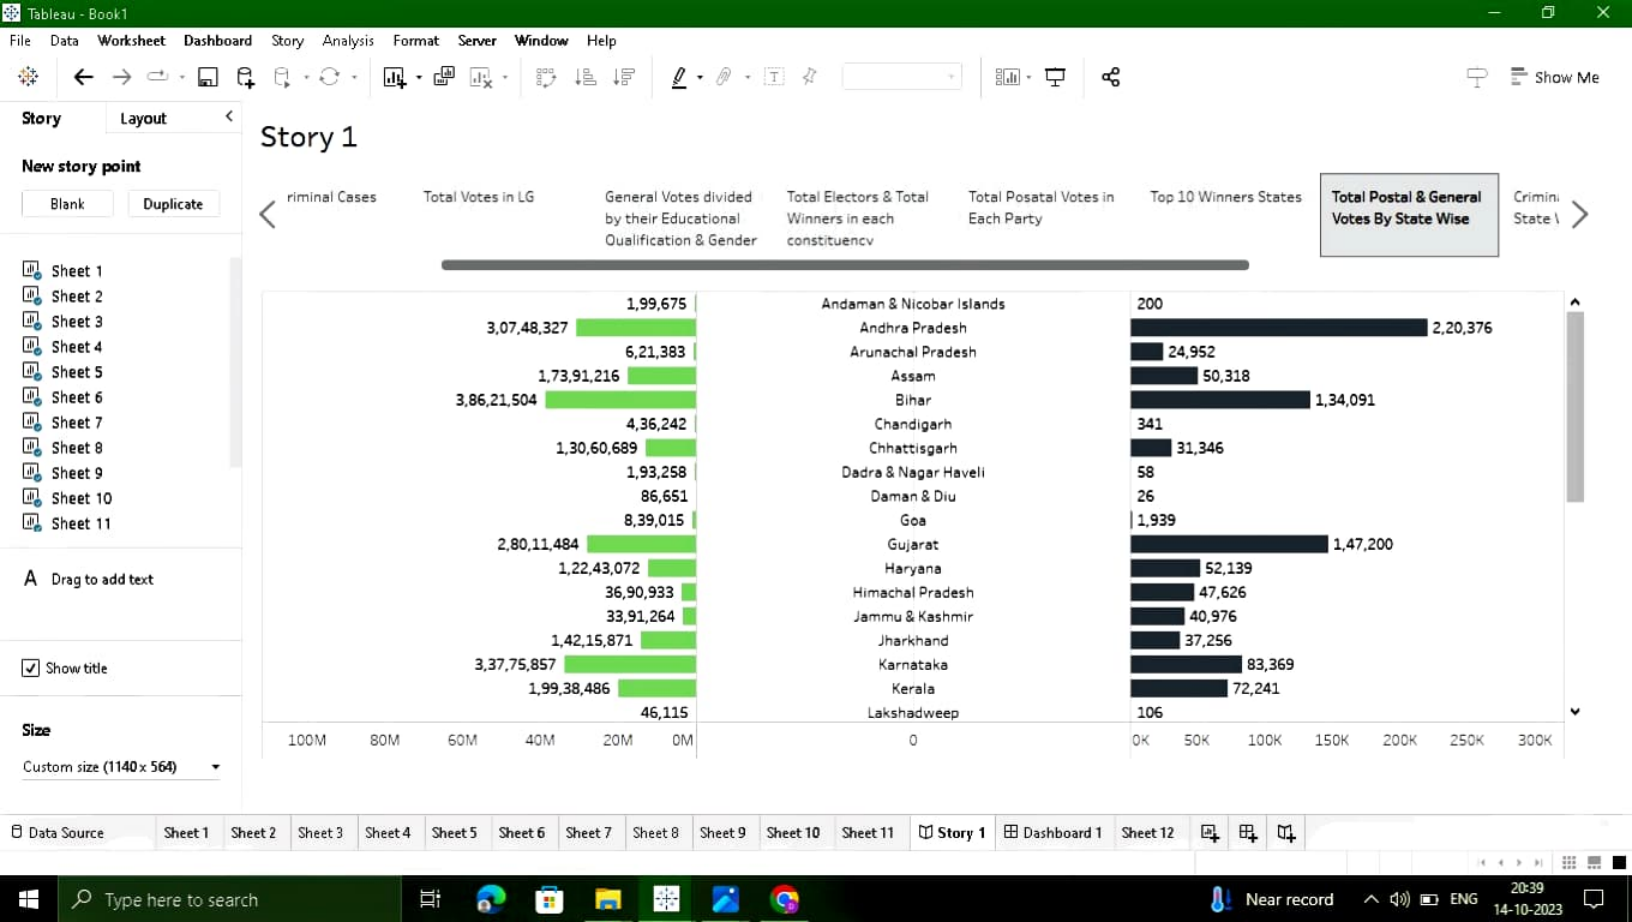 Tableau - Book1
File Data Worksheet Dashboard Story Analysis Format Server Window Help
Show Me
Story Layout
New story point
Blank Duplicate
Sheet 1
Sheet 2
Sheet 3
Sheet 4
Sheet 5
Sheet 6
Sheet 7
Sheet 8
Sheet 9
Sheet 10
Sheet 11
A Drag to add text
Show title
Size
Custom size (1140 x 564)
Story 1
riminal Cases
Total Votes in LG
General Votes divided
by their Educational
Qualification & Gender
Total Electors & Total
Winners in each
constituency
Total Posatal Votes in
Each Party
Top 10 Winners States
Total Postal & General
Votes By State Wise
Crimin
State
1,99,675 Andaman & Nicobar Islands 200
3,07,48,327 Andhra Pradesh 2,20,376
6,21,383 Arunachal Pradesh 24,952
1,73,91,216 Assam 50,318
3,86,21,504 Bihar 1,34,091
4,36,242 Chandigarh 341
1,30,60,689 Chhattisgarh 31,346
1,93,258 Dadra & Nagar Haveli 58
86,651 Daman & Diu 26
8,39,015 Goa 1,939
2,80,11,484 Gujarat 1,47,200
1,22,43,072 Haryana 52,139
36,90,933 Himachal Pradesh 47,626
33,91,264 Jammu & Kashmir 40,976
1,42,15,871 Jharkhand 37,256
3,37,75,857 Karnataka 83,369
1,99,38,486 Kerala 72,241
46,115 Lakshadweep 106
100M 80M 60M 40M 20M 0M 0 0K 50K 100K 150K 200K 250K 300K
Data Source Sheet 1 Sheet 2 Sheet 3 Sheet 4 Sheet 5 Sheet 6 Sheet 7 Sheet 8 Sheet 9 Sheet 10 Sheet 11 Story 1 Dashboard 1 Sheet 12
Type here to search
Near record
ENG
20:39
14-10-2023